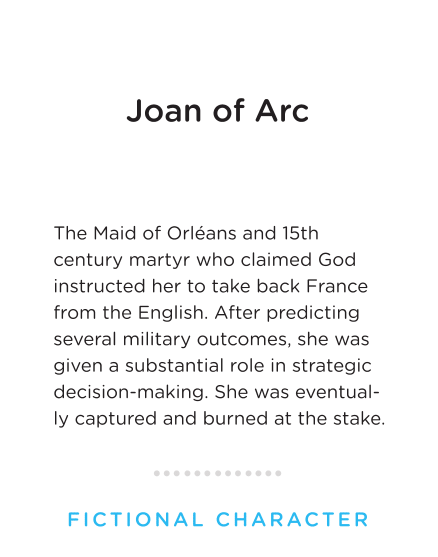 Joan of Arc
The Maid of Orléans and 15th
century martyr who claimed God
instructed her to take back France
from the English. After predicting
several military outcomes, she was
given a substantial role in strategic
decision-making. She was eventual-
ly captured and burned at the stake.
FICTIONAL CHARACTER